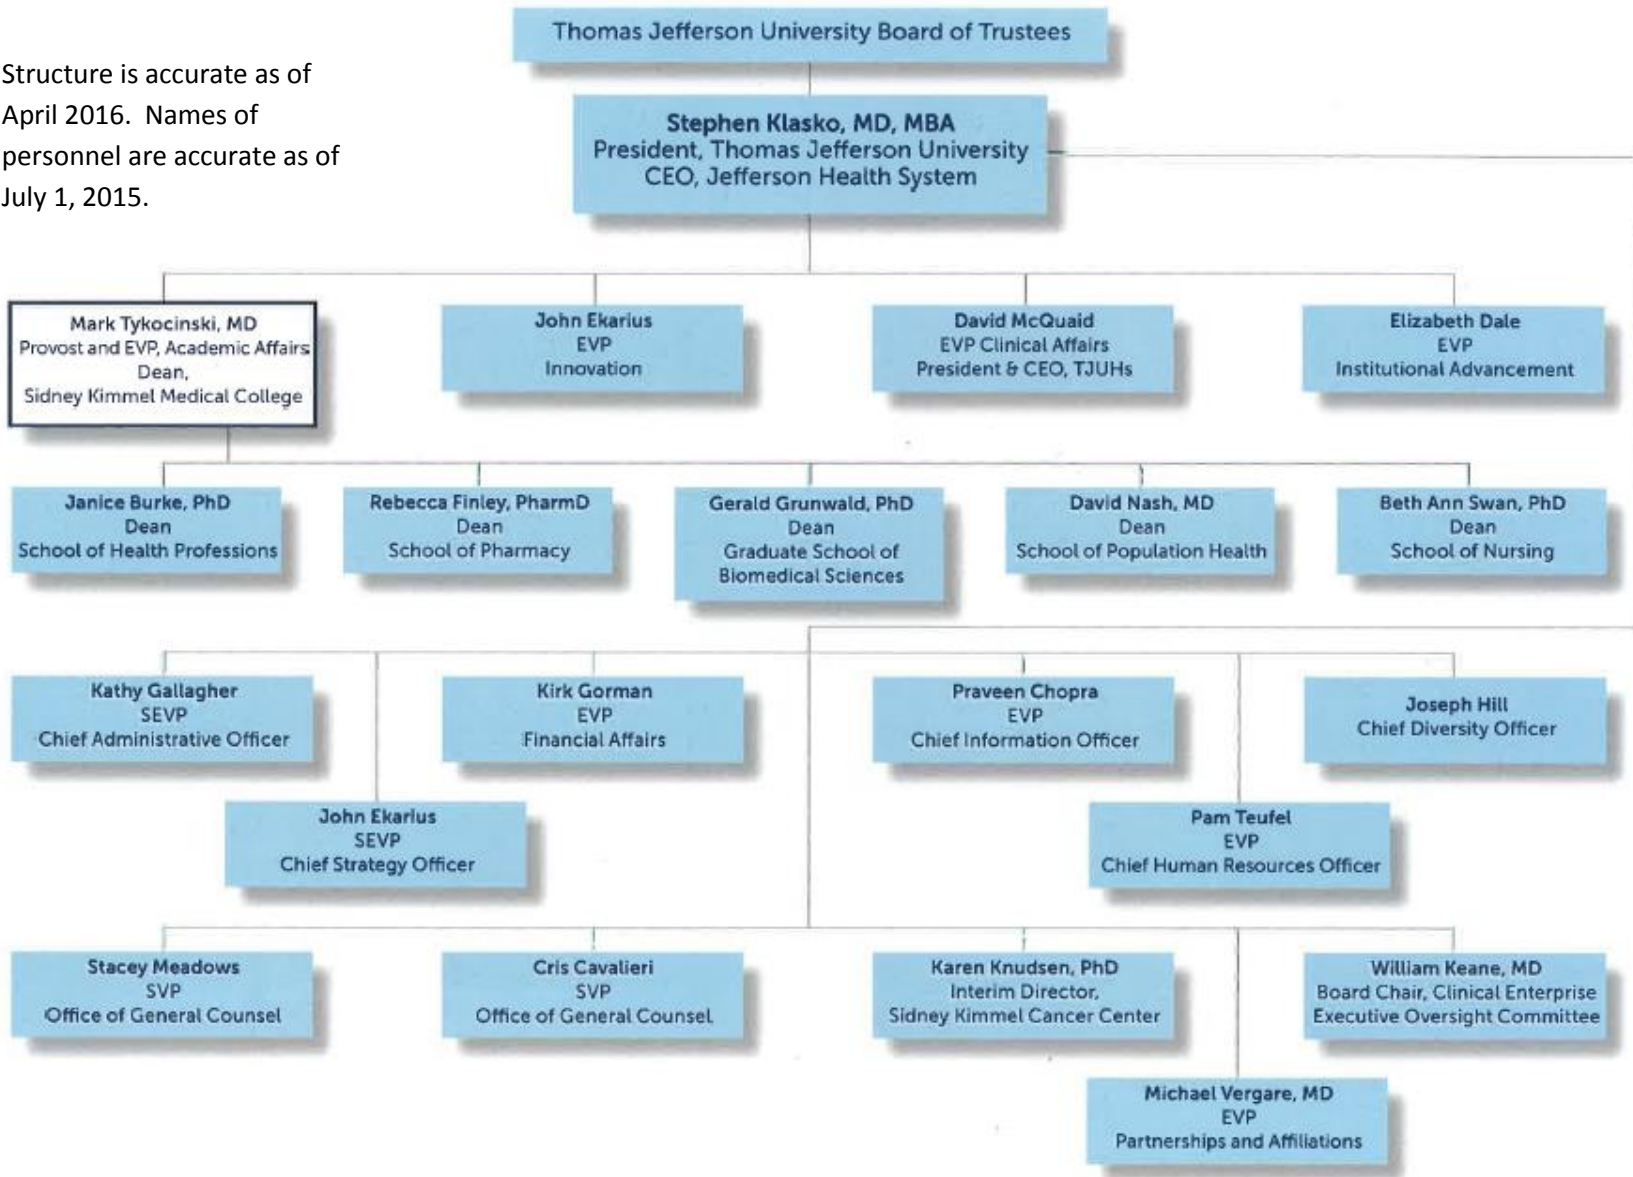 Thomas Jefferson University Board of Trustees
Structure is accurate as of
April 2016.  Names of
personnel are accurate as of
July 1, 2015.
Stephen Klasko, MD, MBA
President, Thomas Jefferson University
CEO, Jefferson Health System
Mark Tykocinski, MD
Provost and EVP, Academic Affairs
Dean,
Sidney Kimmel Medical College
John Ekarius
EVP
Innovation
David McQuaid
EVP Clinical Affairs
President & CEO, TJUHs
Elizabeth Dale
EVP
Institutional Advancement
Janice Burke, PhD
Dean
School of Health Professions
Rebecca Finley, PharmD
Dean
School of Pharmacy
Gerald Grunwald, PhD
Dean
Graduate School of
Biomedical Sciences
David Nash, MD
Dean
School of Population Health
Beth Ann Swan, PhD
Dean
School of Nursing
Kathy Gallagher
SEVP
Chief Administrative Officer
Kirk Gorman
EVP
Financial Affairs
Praveen Chopra
EVP
Chief Information Officer
Joseph Hill
Chief Diversity Officer
John Ekarius
SEVP
Chief Strategy Officer
Pam Teufel
EVP
Chief Human Resources Officer
Stacey Meadows
SVP
Office of General Counsel
Cris Cavalieri
SVP
Office of General Counsel
Karen Knudsen, PhD
Interim Director,
Sidney Kimmel Cancer Center
William Keane, MD
Board Chair, Clinical Enterprise
Executive Oversight Committee
Michael Vergare, MD
EVP
Partnerships and Affiliations